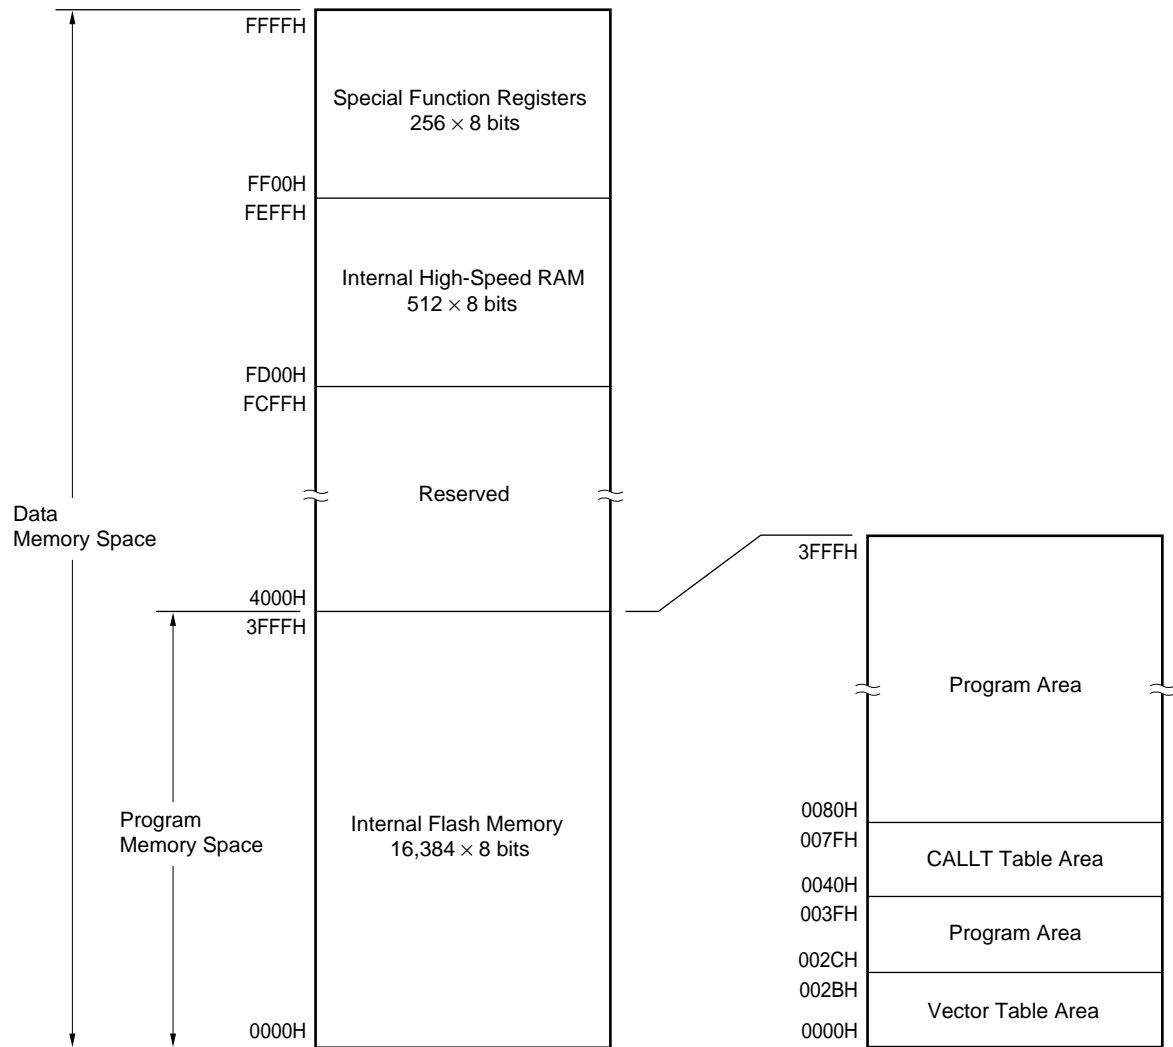 FFFFH
Special Function Registers
256 × 8 bits
FF00H
FEFFH
Internal High-Speed RAM
512 × 8 bits
FD00H
FCFFH
Reserved
Data
Memory Space
4000H
3FFFH
Program
Memory Space
Internal Flash Memory
16,384 × 8 bits
0000H
3FFFH
Program Area
0080H
007FH
CALLT Table Area
0040H
003FH
Program Area
002CH
002BH
Vector Table Area
0000H